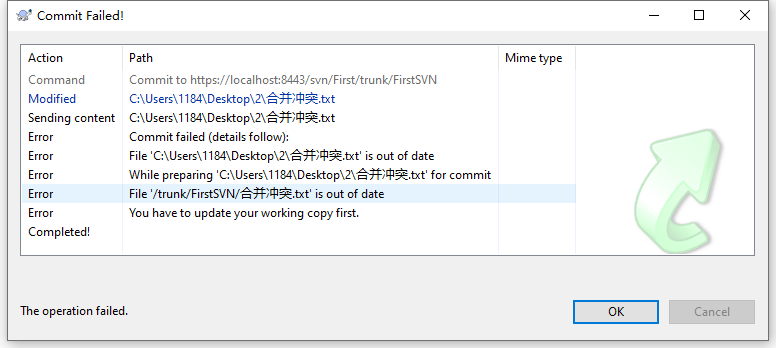 Commit Failed!
Action Path Mime type
Command Commit to https://localhost:8443/svn/First/trunk/FirstSVN
Modified C:\Users\1184\Desktop\2\合并冲突.txt
Sending content C:\Users\1184\Desktop\2\合并冲突.txt
Error Commit failed (details follow):
Error File 'C:\Users\1184\Desktop\2\合并冲突.txt' is out of date
Error While preparing 'C:\Users\1184\Desktop\2\合并冲突.txt' for commit
Error File '/trunk/FirstSVN/合并冲突.txt' is out of date
Error You have to update your working copy first.
Completed!
The operation failed.
OK Cancel